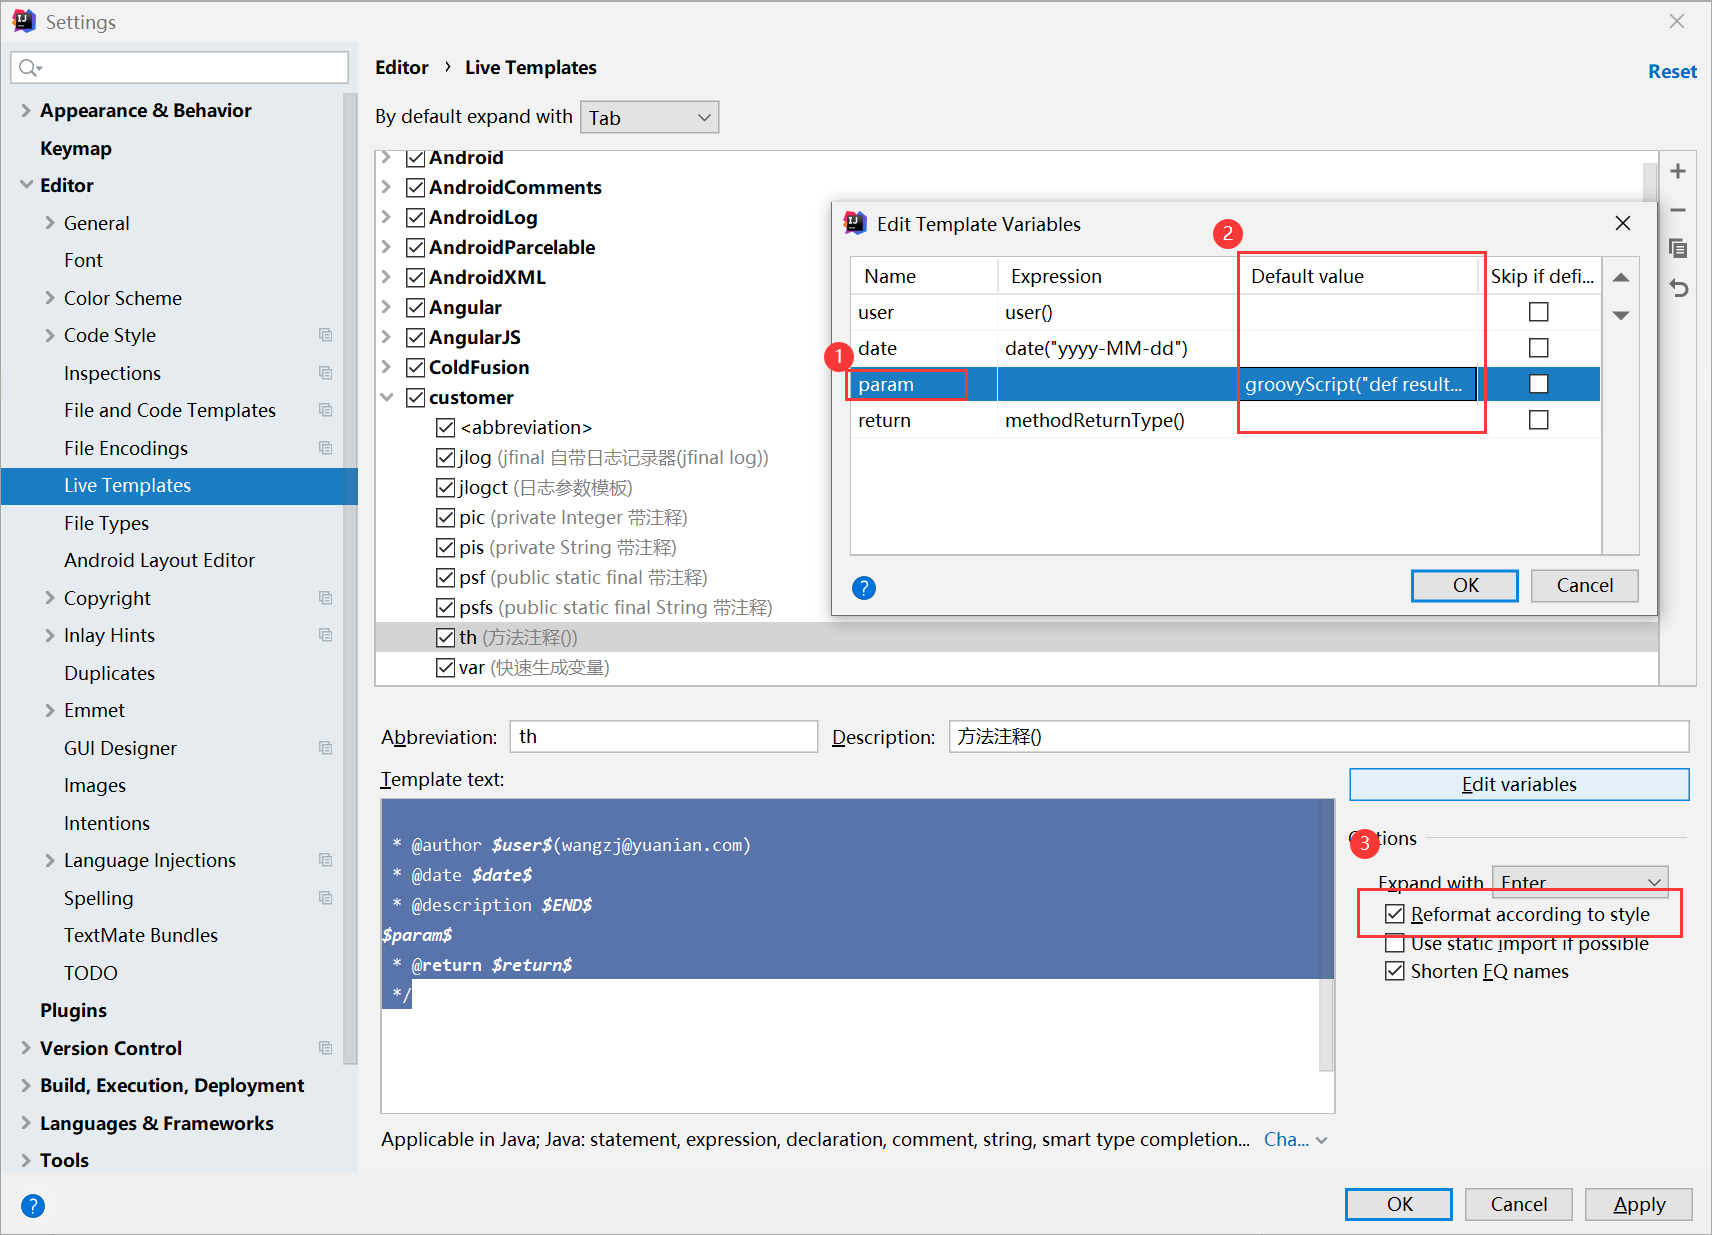 Settings
Editor › Live Templates
Reset
By default expand with Tab
Appearance & Behavior
Keymap
Editor
General
Font
Color Scheme
Code Style
Inspections
File and Code Templates
File Encodings
Live Templates
File Types
Android Layout Editor
Copyright
Inlay Hints
Duplicates
Emmet
GUI Designer
Images
Intentions
Language Injections
Spelling
TextMate Bundles
TODO
Plugins
Version Control
Build, Execution, Deployment
Languages & Frameworks
Tools
Android
AndroidComments
AndroidLog
AndroidParcelable
AndroidXML
Angular
AngularJS
ColdFusion
customer
<abbreviation>
jlog (jfinal 自带日志记录器(jfinal log))
jlogct (日志参数模板)
pic (private Integer 带注释)
pis (private String 带注释)
psf (public static final 带注释)
psfs (public static final String 带注释)
th (方法注释())
var (快速生成变量)
Edit Template Variables
2
Name Expression Default value Skip if defi...
user user()
1
date date("yyyy-MM-dd")
param groovyScript("def result...
return methodReturnType()
? OK Cancel
Abbreviation: th Description: 方法注释()
Template text:
Edit variables
* @author $user$(wangzj@yuanian.com)
* @date $date$
* @description $END$
$param$
* @return $return$
*/
3
Options
Expand with Enter
Reformat according to style
Use static import if possible
Shorten FQ names
Applicable in Java; Java: statement, expression, declaration, comment, string, smart type completion... Cha...
? OK Cancel Apply